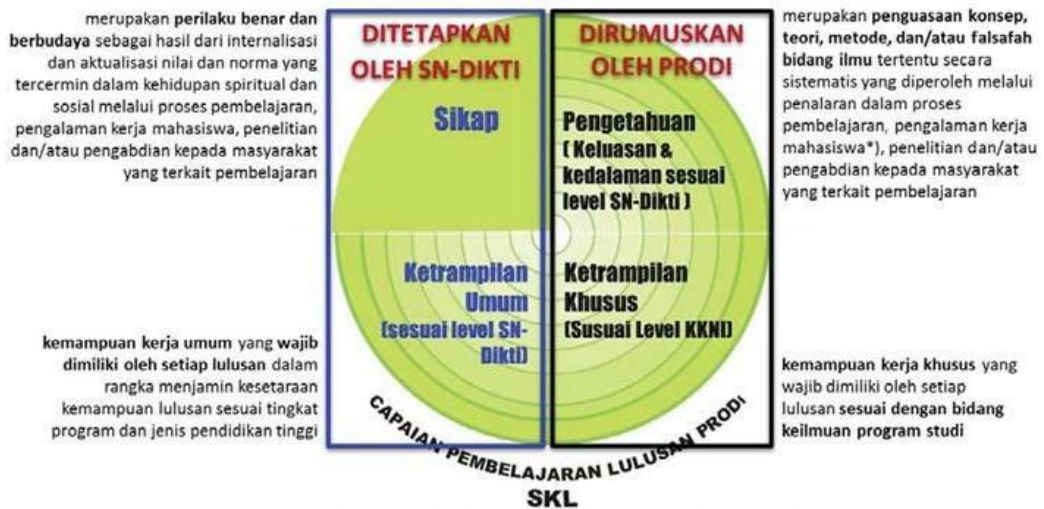 merupakan perilaku benar dan
berbudaya sebagai hasil dari internalisasi
dan aktualisasi nilai dan norma yang
tercermin dalam kehidupan spiritual dan
sosial melalui proses pembelajaran,
pengalaman kerja mahasiswa, penelitian
dan/atau pengabdian kepada masyarakat
yang terkait pembelajaran
DITETAPKAN
OLEH SN-DIKTI
Sikap
DIRUMUSKAN
OLEH PRODI
Pengetahuan
( Keluasan &
kedalaman sesuai
level SN-Dikti )
merupakan penguasaan konsep,
teori, metode, dan/atau falsafah
bidang ilmu tertentu secara
sistematis yang diperoleh melalui
penalaran dalam proses
pembelajaran, pengalaman kerja
mahasiswa*), penelitian dan/atau
pengabdian kepada masyarakat
yang terkait pembelajaran
kemampuan kerja umum yang wajib
dimiliki oleh setiap lulusan dalam
rangka menjamin kesetaraan
kemampuan lulusan sesuai tingkat
program dan jenis pendidikan tinggi
Ketrampilan
Umum
(sesuai level SN-
Dikti)
Ketrampilan
Khusus
(Susuai Level KKNI)
kemampuan kerja khusus yang
wajib dimiliki oleh setiap
lulusan sesuai dengan bidang
keilmuan program studi
CAPAIAN PEMBELAJARAN LULUSAN PRODI
SKL